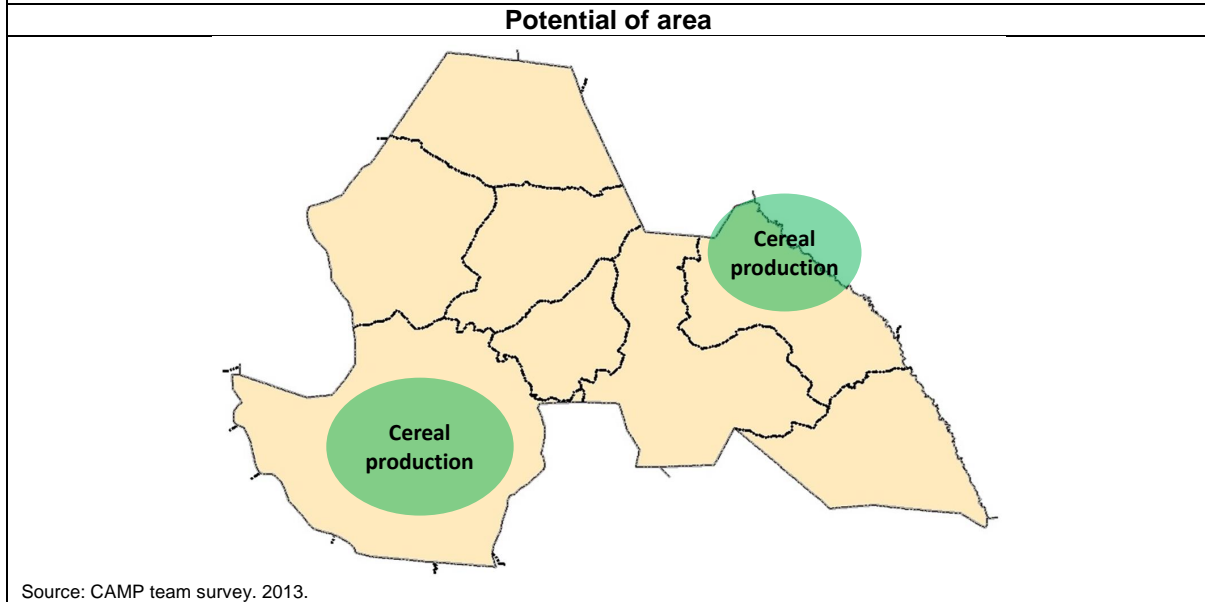 Potential of area
Cereal
production
Cereal
production
Source: CAMP team survey. 2013.